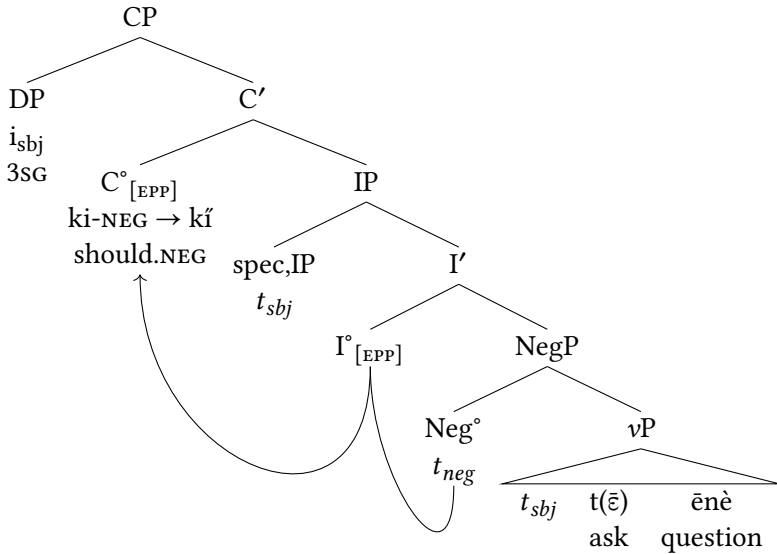 CP
DP C′
i_sbj
3SG
C°[EPP] IP
ki-NEG → kı̋
should.NEG
spec,IP I′
t_sbj
I°[EPP] NegP
Neg° vP
t_neg
t_sbj t(ɛ̄) ēnè
ask question